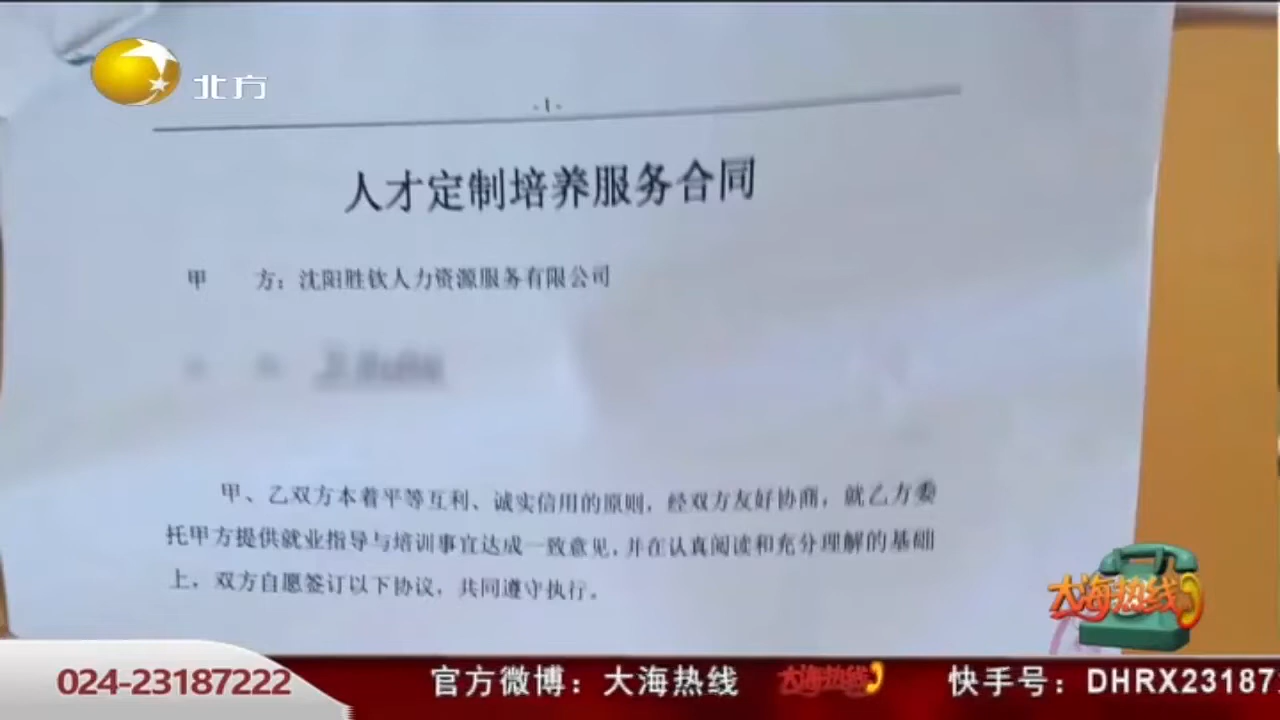 北方
-1-
人才定制培养服务合同
甲 方：沈阳胜钦人力资源服务有限公司
甲、乙双方本着平等互利、诚实信用的原则，经双方友好协商，就乙方委
托甲方提供就业指导与培训事宜达成一致意见，并在认真阅读和充分理解的基础
上，双方自愿签订以下协议，共同遵守执行。
大海热线
024-23187222 官方微博：大海热线 大海热线 快手号：DHRX23187